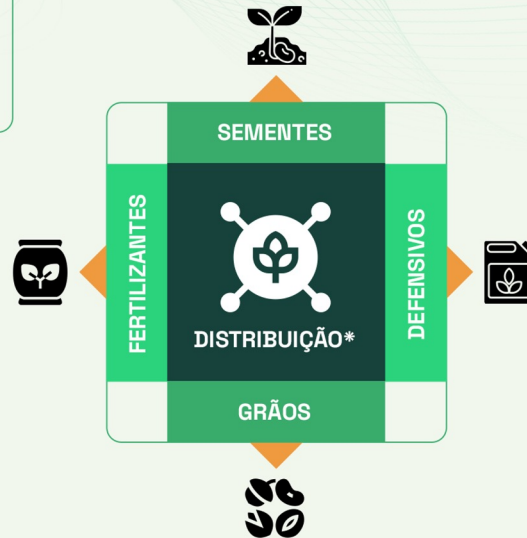 SEMENTES
FERTILIZANTES
DISTRIBUIÇÃO*
DEFENSIVOS
GRÃOS